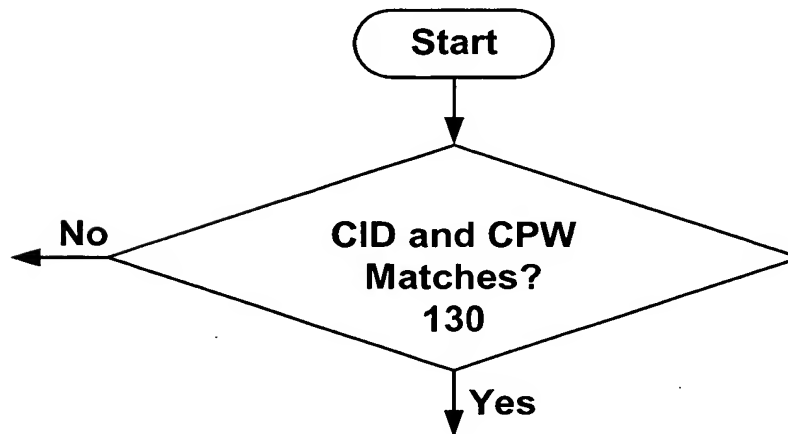 Start
No
CID and CPW
Matches?
130
Yes